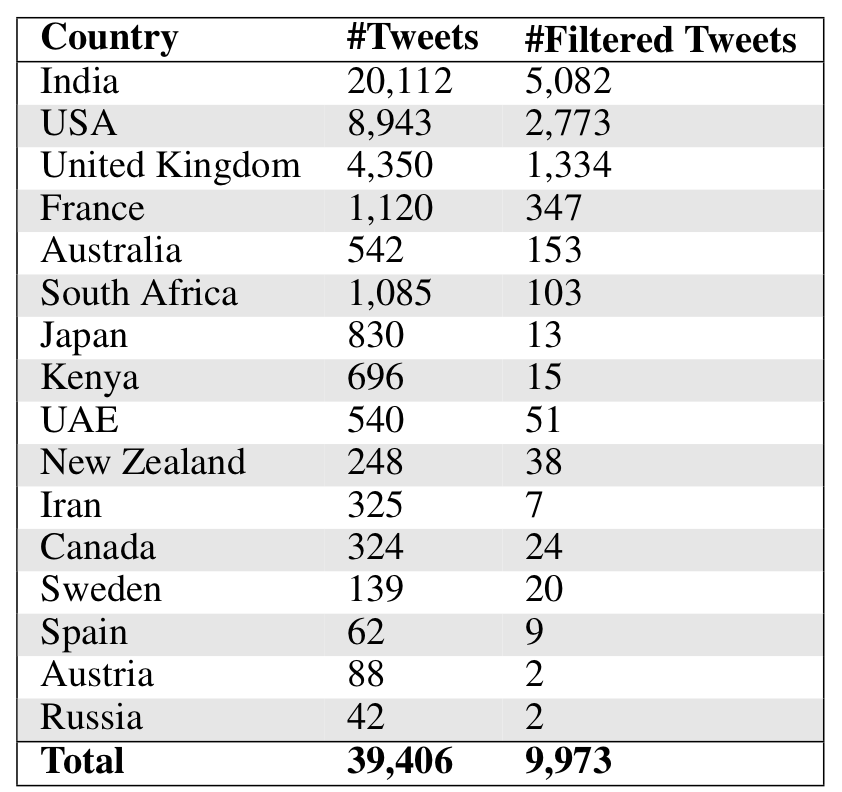 Country #Tweets #Filtered Tweets
India 20,112 5,082
USA 8,943 2,773
United Kingdom 4,350 1,334
France 1,120 347
Australia 542 153
South Africa 1,085 103
Japan 830 13
Kenya 696 15
UAE 540 51
New Zealand 248 38
Iran 325 7
Canada 324 24
Sweden 139 20
Spain 62 9
Austria 88 2
Russia 42 2
Total 39,406 9,973